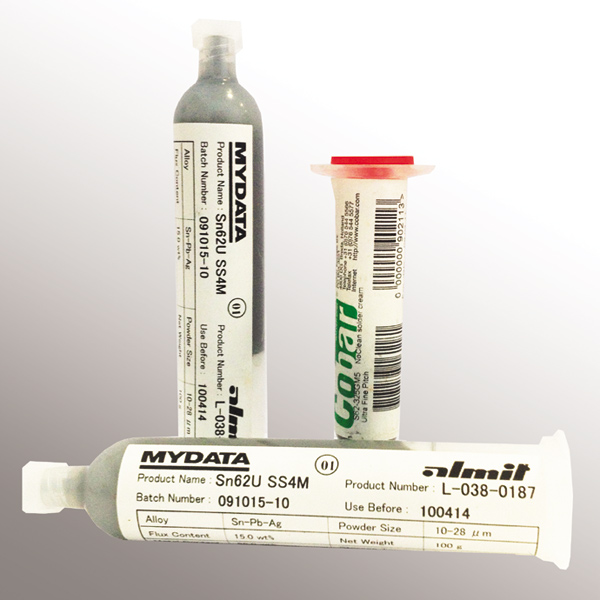 MYDATA
Product Name : Sn62U SS4M
Batch Number : 091015-10
Alloy
Sn-Pb-Ag
Flux Content
15.0 wt%
01
almit
Product Number : L-038-
Use Before : 100414
Powder Size
10-28 μm
Net Weight
100 g
Cobar
NoClean solder cream
Ultra Fine Pitch
Internet http://www.cobar.com
0 000000 902113>
MYDATA
01
almit
Product Name : Sn62U SS4M
Product Number : L-038-0187
Batch Number : 091015-10
Use Before : 100414
Alloy Sn-Pb-Ag Powder Size 10-28 μm
Flux Content 15.0 wt% Net Weight 100 g